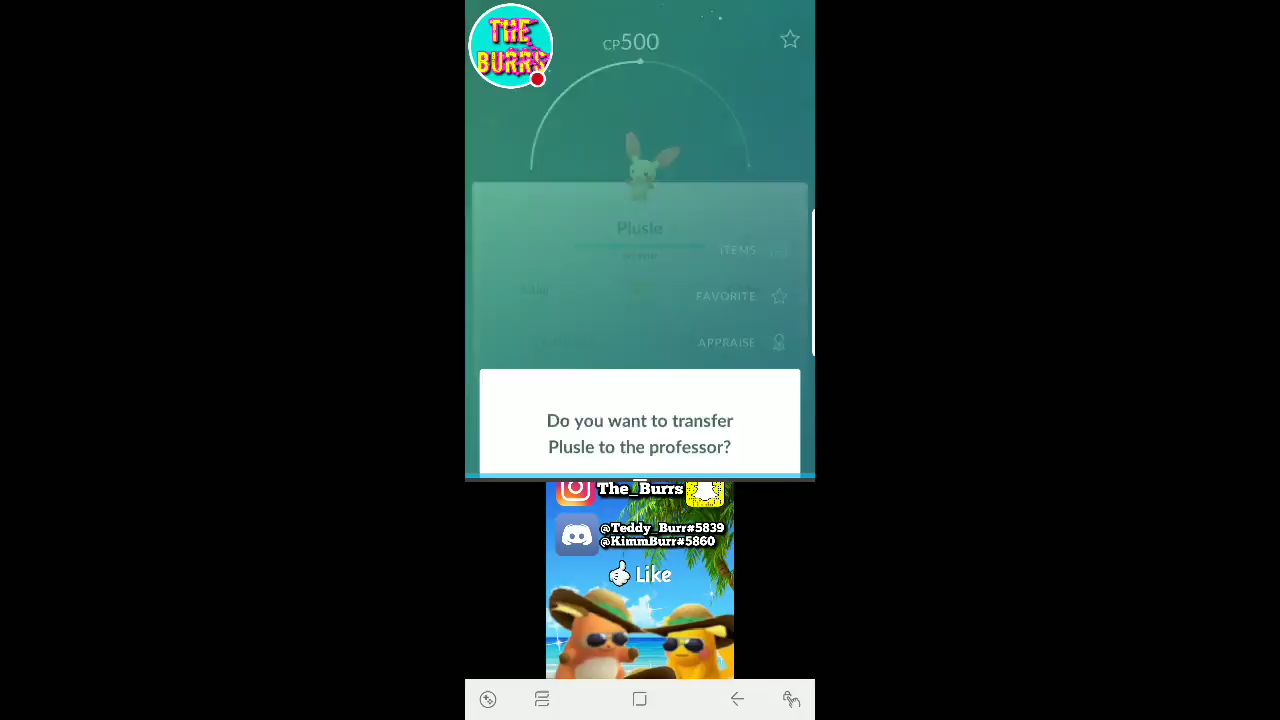 THE
BURRS
CP500
Plusle
ITEMS
FAVORITE
APPRAISE
Do you want to transfer
Plusle to the professor?
The_Burrs
@Teddy_Burr#5839
@KimmBurr#5860
Like